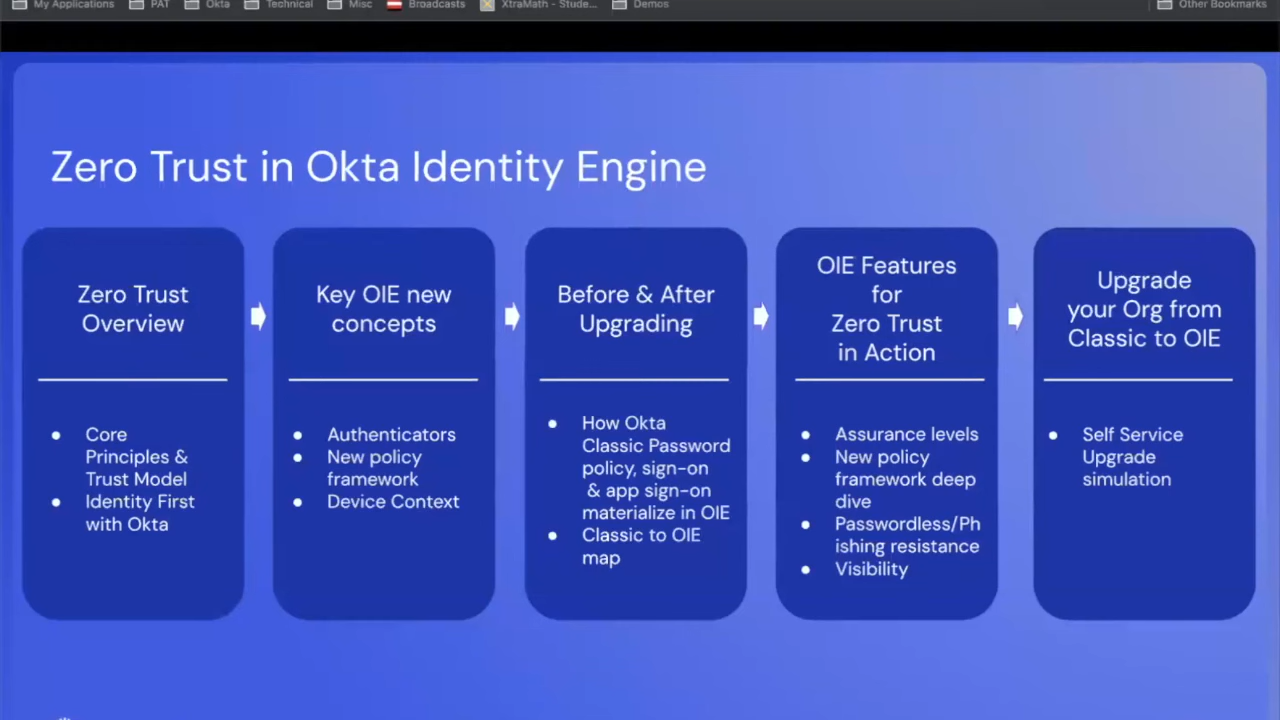 My Applications PAT Okta Technical Misc Broadcasts XtraMath - Stude... Demos Other Bookmarks
Zero Trust in Okta Identity Engine
Zero Trust
Overview
● Core
Principles &
Trust Model
● Identity First
with Okta
Key OIE new
concepts
● Authenticators
● New policy
framework
● Device Context
Before & After
Upgrading
● How Okta
Classic Password
policy, sign-on
& app sign-on
materialize in OIE
● Classic to OIE
map
OIE Features
for
Zero Trust
in Action
● Assurance levels
● New policy
framework deep
dive
● Passwordless/Ph
ishing resistance
● Visibility
Upgrade
your Org from
Classic to OIE
● Self Service
Upgrade
simulation